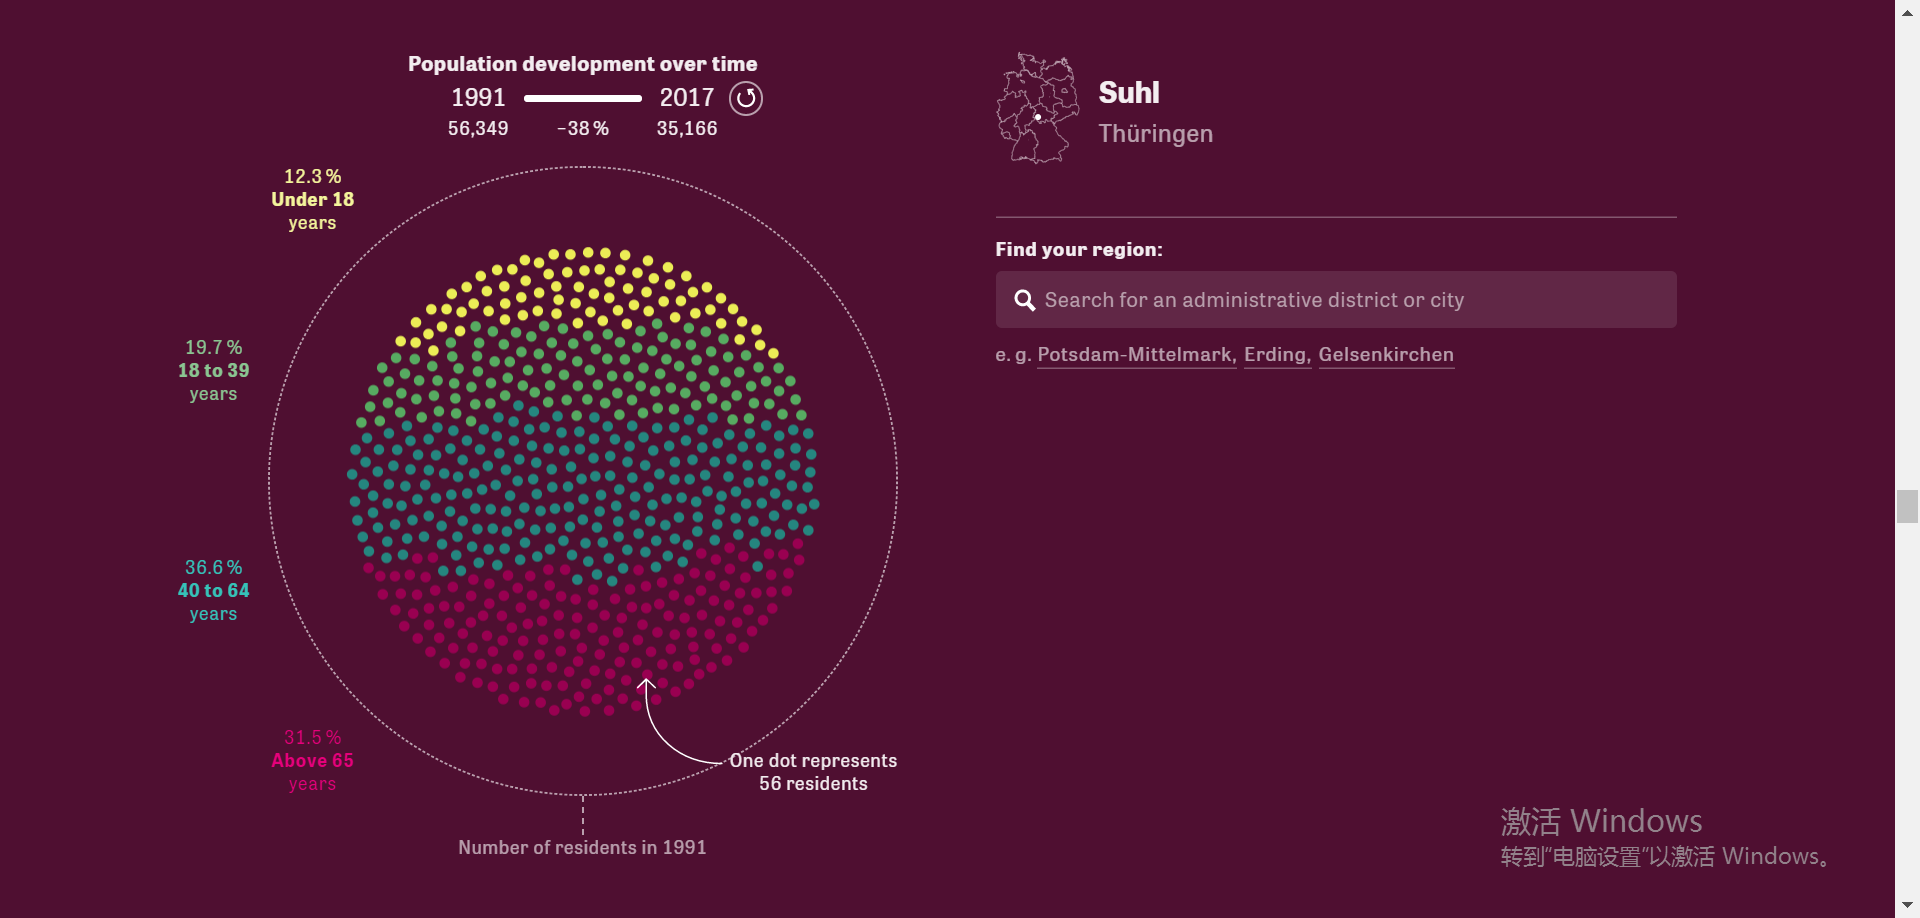 Population development over time
1991 2017
56,349 −38 % 35,166
12.3 %
Under 18
years
19.7 %
18 to 39
years
36.6 %
40 to 64
years
31.5 %
Above 65
years
One dot represents
56 residents
Number of residents in 1991
Suhl
Thüringen
Find your region:
Search for an administrative district or city
e. g. Potsdam-Mittelmark, Erding, Gelsenkirchen
激活 Windows
转到“电脑设置”以激活 Windows。